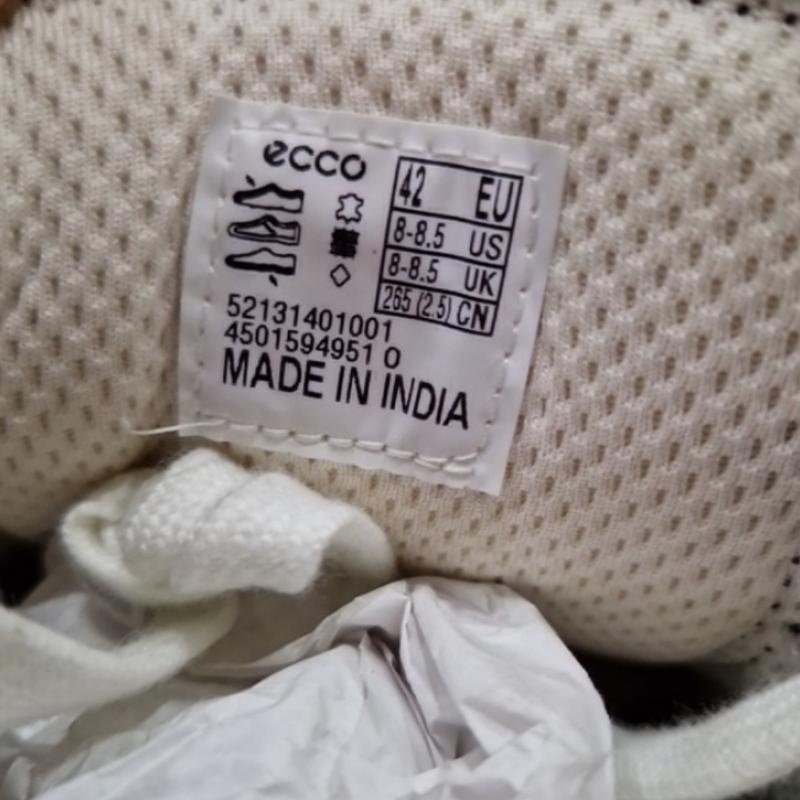 ecco
42 EU
8-8.5 US
8-8.5 UK
265 (2.5) CN
52131401001
4501594951 0
MADE IN INDIA